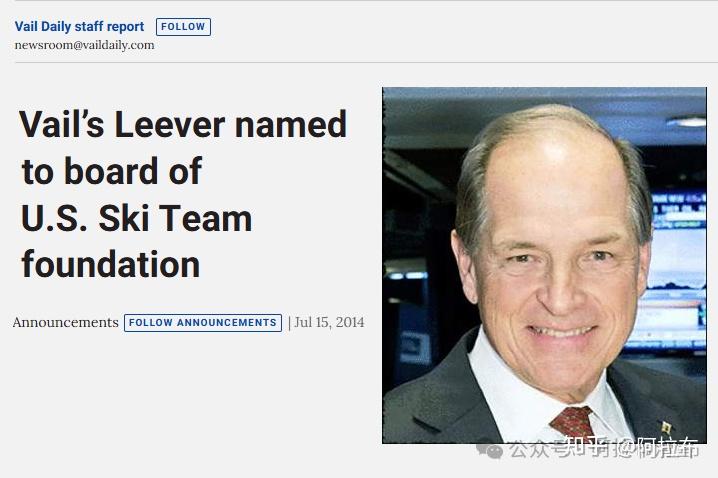 Vail Daily staff report FOLLOW
newsroom@vaildaily.com
Vail's Leever named
to board of
U.S. Ski Team
foundation
Announcements FOLLOW ANNOUNCEMENTS | Jul 15, 2014
知乎 @阿拉布
公众号